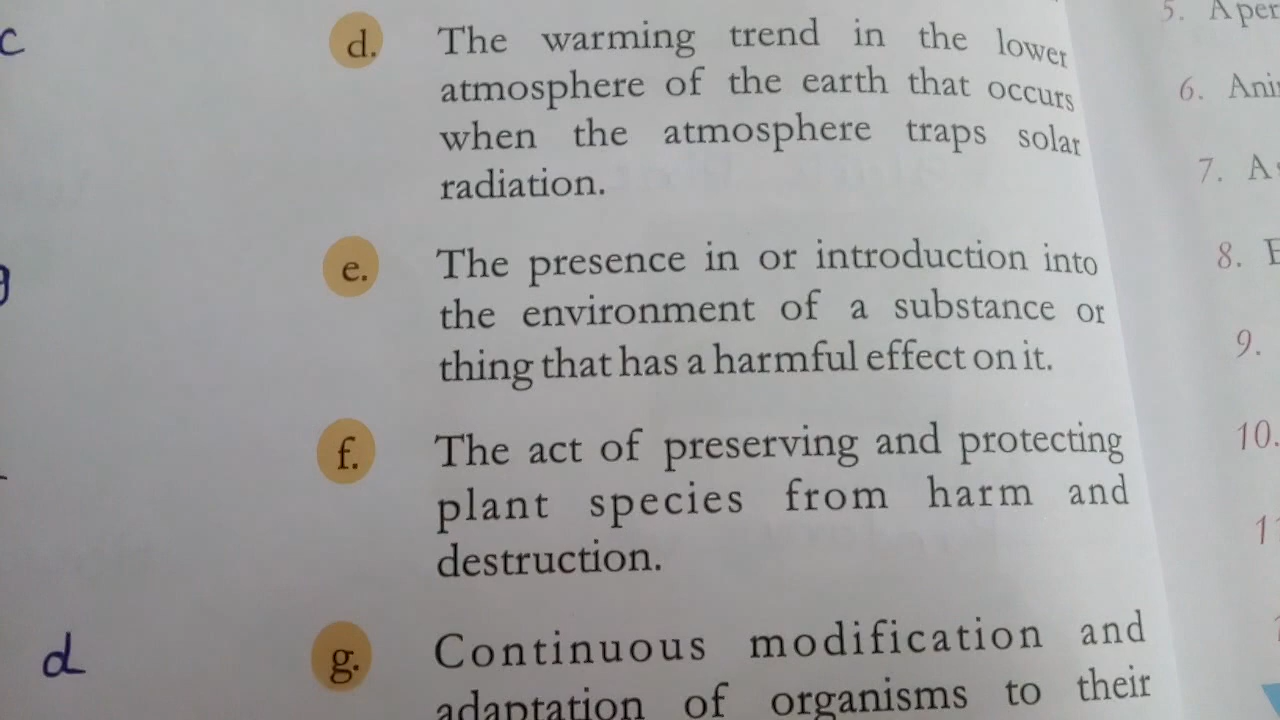 c
d. The warming trend in the lower
atmosphere of the earth that occurs
when the atmosphere traps solar
radiation.
g
e. The presence in or introduction into
the environment of a substance or
thing that has a harmful effect on it.
f. The act of preserving and protecting
plant species from harm and
destruction.
d
g. Continuous modification and
adaptation of organisms to their
5. A per
6. Ani
7. A
8. E
9.
10.